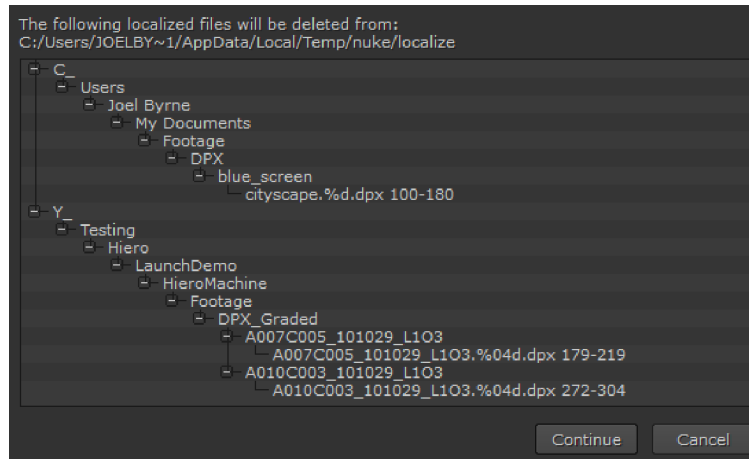 The following localized files will be deleted from:
C:/Users/JOELBY~1/AppData/Local/Temp/nuke/localize
C_
Users
Joel Byrne
My Documents
Footage
DPX
blue_screen
cityscape.%d.dpx 100-180
Y_
Testing
Hiero
LaunchDemo
HieroMachine
Footage
DPX_Graded
A007C005_101029_L1O3
A007C005_101029_L1O3.%04d.dpx 179-219
A010C003_101029_L1O3
A010C003_101029_L1O3.%04d.dpx 272-304
Continue
Cancel